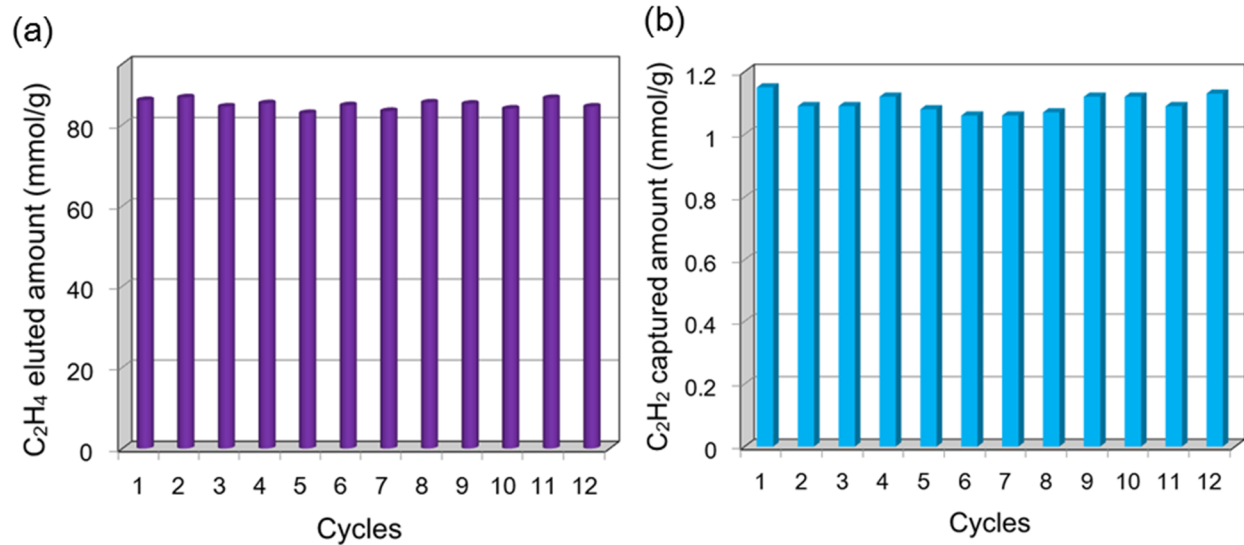 (a)
C₂H₄ eluted amount (mmol/g)
80
60
40
20
0
1 2 3 4 5 6 7 8 9 10 11 12
Cycles
(b)
C₂H₂ captured amount (mmol/g)
1.2
1
0.8
0.6
0.4
0.2
0
1 2 3 4 5 6 7 8 9 10 11 12
Cycles